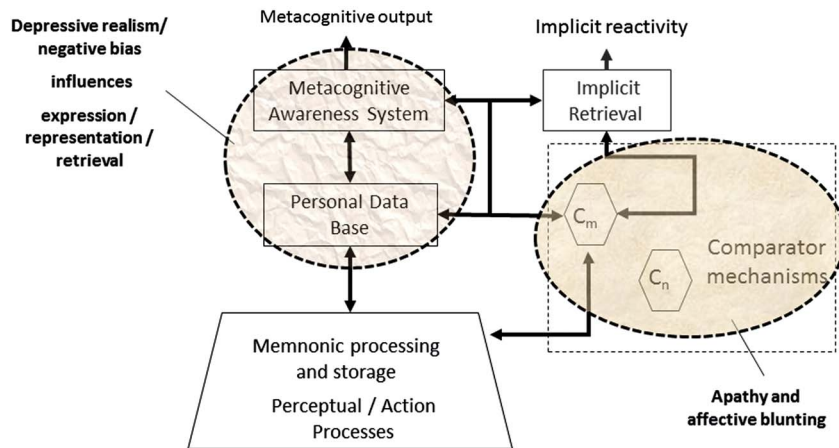 Depressive realism/
negative bias
influences
expression /
representation /
retrieval
Metacognitive output
Implicit reactivity
Metacognitive
Awareness System
Implicit
Retrieval
Personal Data
Base
Cm
Cn
Comparator
mechanisms
Memnonic processing
and storage
Perceptual / Action
Processes
Apathy and
affective blunting